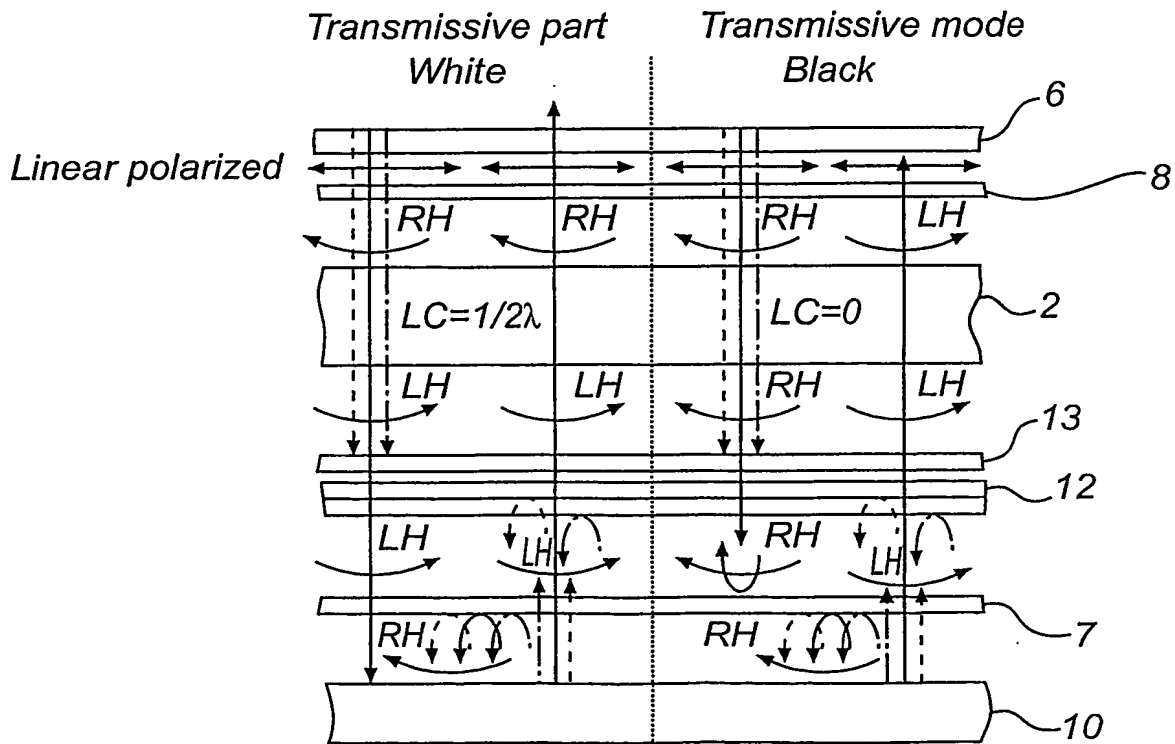 Transmissive part Transmissive mode
White Black
6
Linear polarized
8
RH RH RH LH
2
LC=1/2λ LC=0
LH LH RH LH
13
12
LH LH RH LH
7
RH RH
10